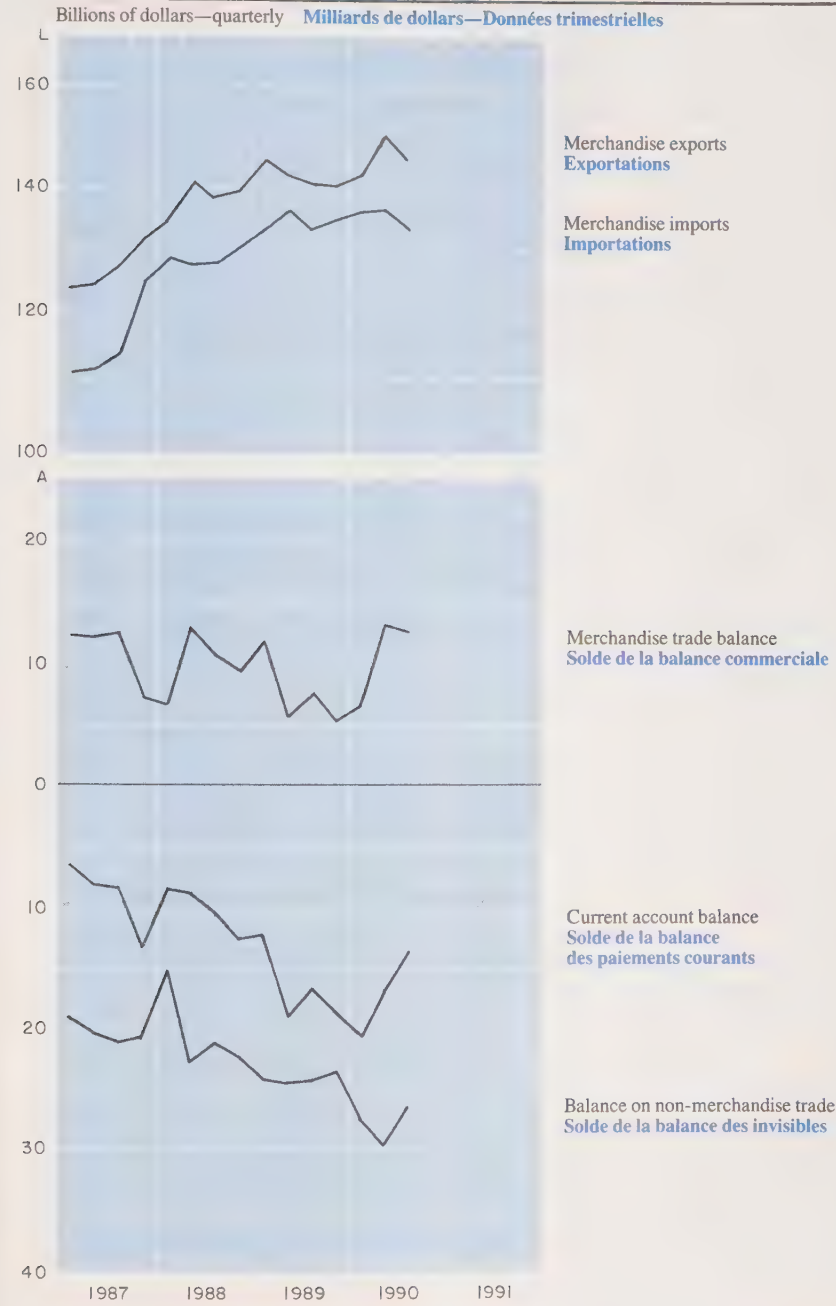 Billions of dollars—quarterly Milliards de dollars—Données trimestrielles
L
160
140
120
100
Merchandise exports
Exportations
Merchandise imports
Importations
A
20
10
0
10
20
30
40
Merchandise trade balance
Solde de la balance commerciale
Current account balance
Solde de la balance
des paiements courants
Balance on non-merchandise trade
Solde de la balance des invisibles
1987 1988 1989 1990 1991